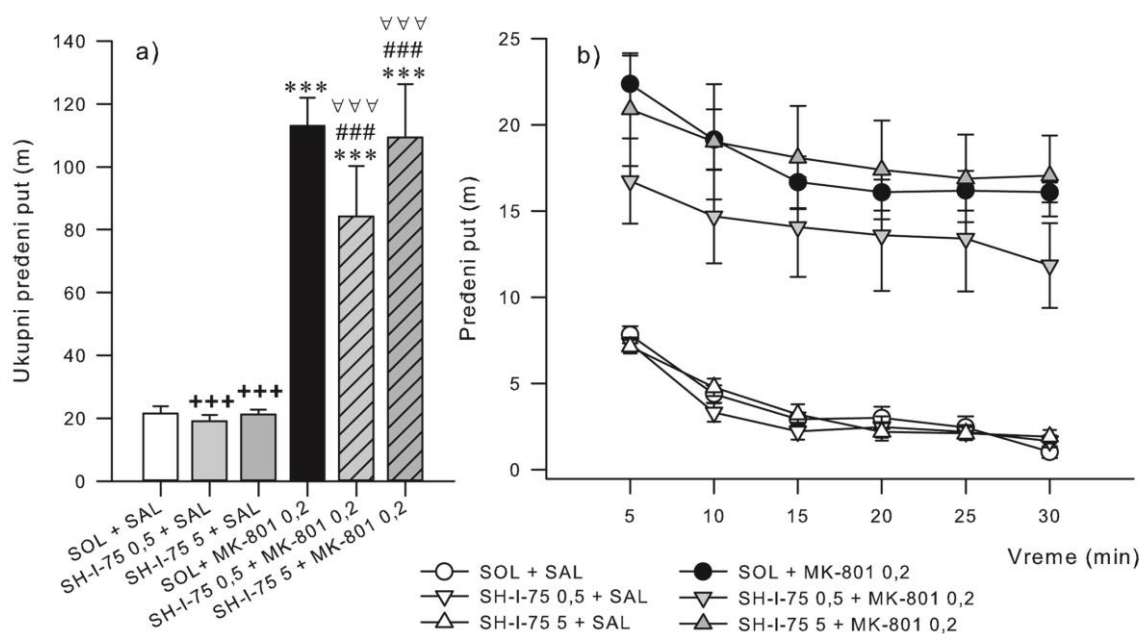 a)
Ukupni pređeni put (m)
140
120
100
80
60
40
20
0
+++
+++
***
∀ ∀ ∀
###
***
∀ ∀ ∀
###
***
SOL + SAL
SH-I-75 0,5 + SAL
SH-I-75 5 + SAL
SOL+ MK-801 0,2
SH-I-75 0,5 + MK-801 0,2
SH-I-75 5 + MK-801 0,2
b)
Pređeni put (m)
25
20
15
10
5
0
5 10 15 20 25 30
Vreme (min)
SOL + SAL
SH-I-75 0,5 + SAL
SH-I-75 5 + SAL
SOL + MK-801 0,2
SH-I-75 0,5 + MK-801 0,2
SH-I-75 5 + MK-801 0,2